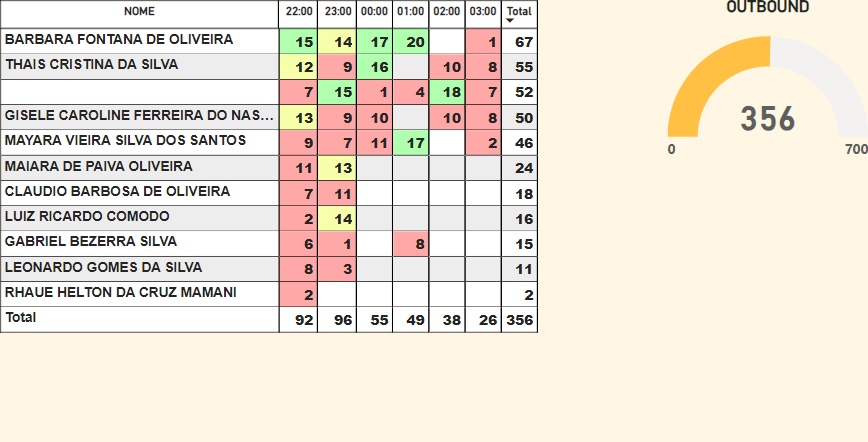 NOME 22:00 23:00 00:00 01:00 02:00 03:00 Total
BARBARA FONTANA DE OLIVEIRA 15 14 17 20 1 67
THAIS CRISTINA DA SILVA 12 9 16 10 8 55
7 15 1 4 18 7 52
GISELE CAROLINE FERREIRA DO NAS... 13 9 10 10 8 50
MAYARA VIEIRA SILVA DOS SANTOS 9 7 11 17 2 46
MAIARA DE PAIVA OLIVEIRA 11 13 24
CLAUDIO BARBOSA DE OLIVEIRA 7 11 18
LUIZ RICARDO COMODO 2 14 16
GABRIEL BEZERRA SILVA 6 1 8 15
LEONARDO GOMES DA SILVA 8 3 11
RHAUE HELTON DA CRUZ MAMANI 2 2
Total 92 96 55 49 38 26 356
OUTBOUND
356
0 700